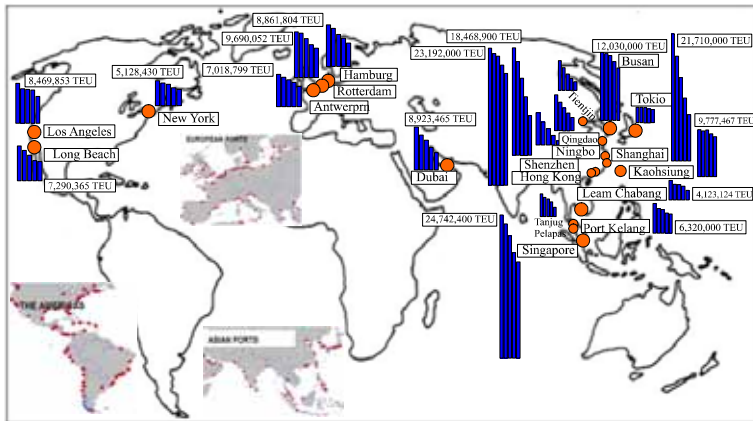 8,861,804 TEU
18,468,900 TEU
21,710,000 TEU
9,690,052 TEU
23,192,000 TEU
12,030,000 TEU
8,469,853 TEU
5,128,430 TEU
7,018,799 TEU
Busan
Hamburg
Tientjin
Tokio
Rotterdam
New York
Antwerpn
9,777,467 TEU
8,923,465 TEU
Los Angeles
Qingdao
EUROPEAN PORTS
Long Beach
Ningbo
Shanghai
Shenzhen
Dubai
Hong Kong
Kaohsiung
7,290,365 TEU
Leam Chabang
4,123,124 TEU
24,742,400 TEU
Tanjug
Pelapas
Port Kelang
6,320,000 TEU
Singapore
THE AMERICAS
ASIAN PORTS